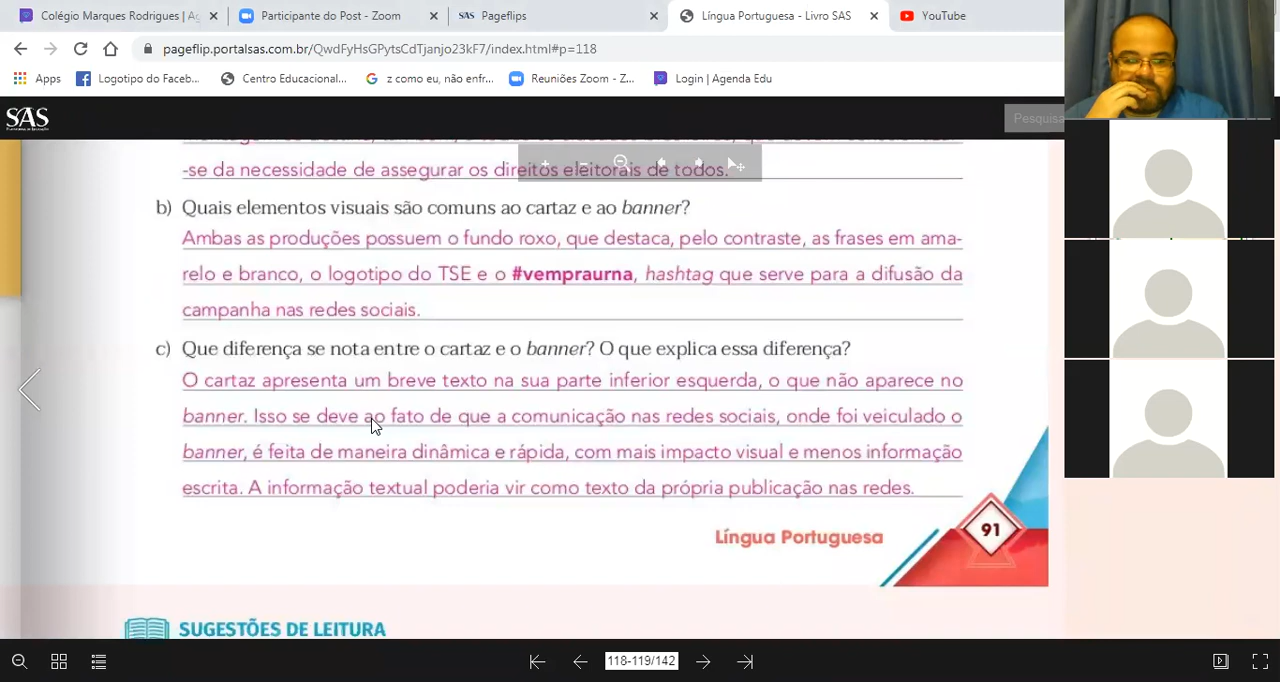 Colégio Marques Rodrigues | A
Participante do Post - Zoom
SAS Pageflips
Língua Portuguesa - Livro SAS
YouTube
pageflip.portalsas.com.br/QwdFyHsGPytsCdTjanjo23kF7/index.html#p=118
Apps
Logotipo do Faceb...
Centro Educacional...
z como eu, não enfr...
Reuniões Zoom - Z...
Login | Agenda Edu
SAS
Pesquisa
-se da necessidade de assegurar os direitos eleitorais de todos.
b) Quais elementos visuais são comuns ao cartaz e ao banner?
Ambas as produções possuem o fundo roxo, que destaca, pelo contraste, as frases em ama-
relo e branco, o logotipo do TSE e o #vempraurna, hashtag que serve para a difusão da
campanha nas redes sociais.
c) Que diferença se nota entre o cartaz e o banner? O que explica essa diferença?
O cartaz apresenta um breve texto na sua parte inferior esquerda, o que não aparece no
banner. Isso se deve ao fato de que a comunicação nas redes sociais, onde foi veiculado o
banner, é feita de maneira dinâmica e rápida, com mais impacto visual e menos informação
escrita. A informação textual poderia vir como texto da própria publicação nas redes.
Língua Portuguesa
91
SUGESTÕES DE LEITURA
118-119/142